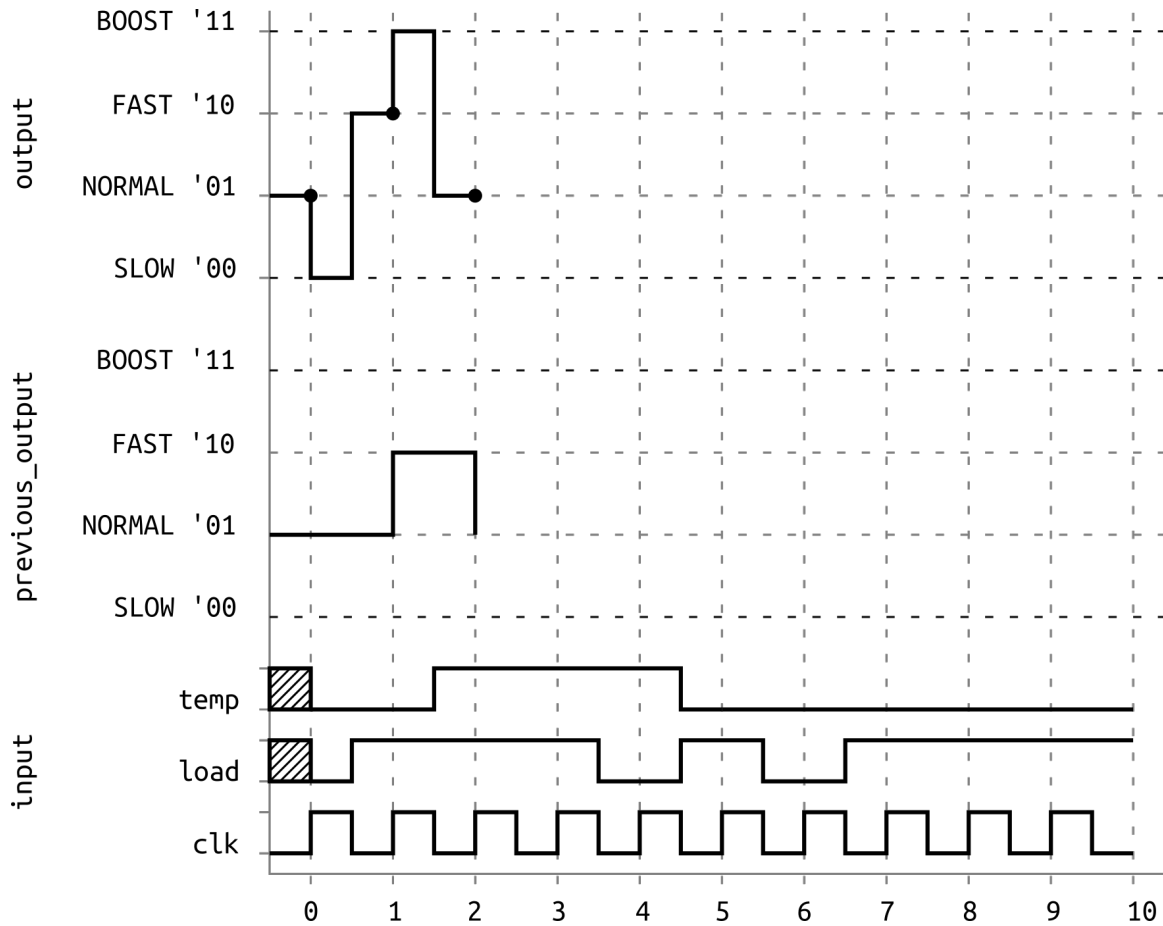 output
BOOST '11
FAST '10
NORMAL '01
SLOW '00
previous_output
BOOST '11
FAST '10
NORMAL '01
SLOW '00
input
temp
load
clk
0 1 2 3 4 5 6 7 8 9 10